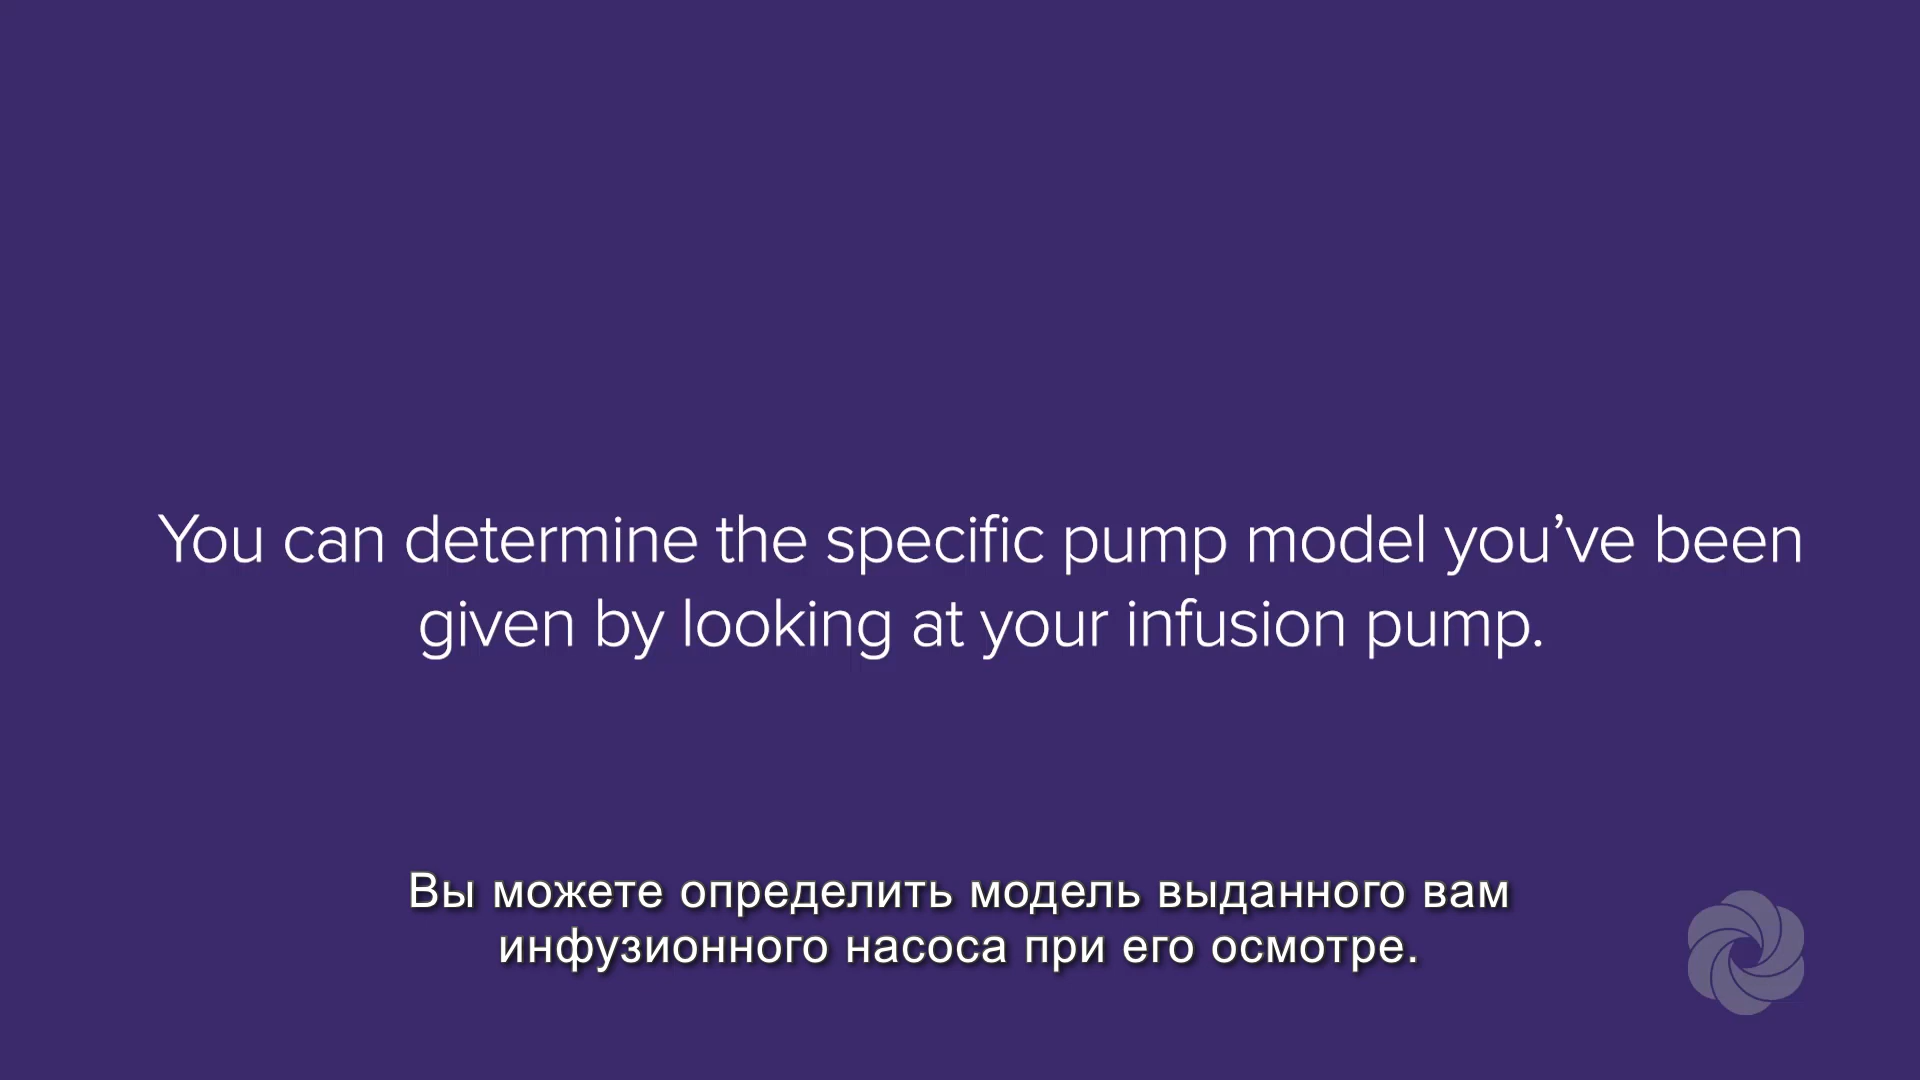 You can determine the specific pump model you’ve been
given by looking at your infusion pump.
Вы можете определить модель выданного вам
инфузионного насоса при его осмотре.